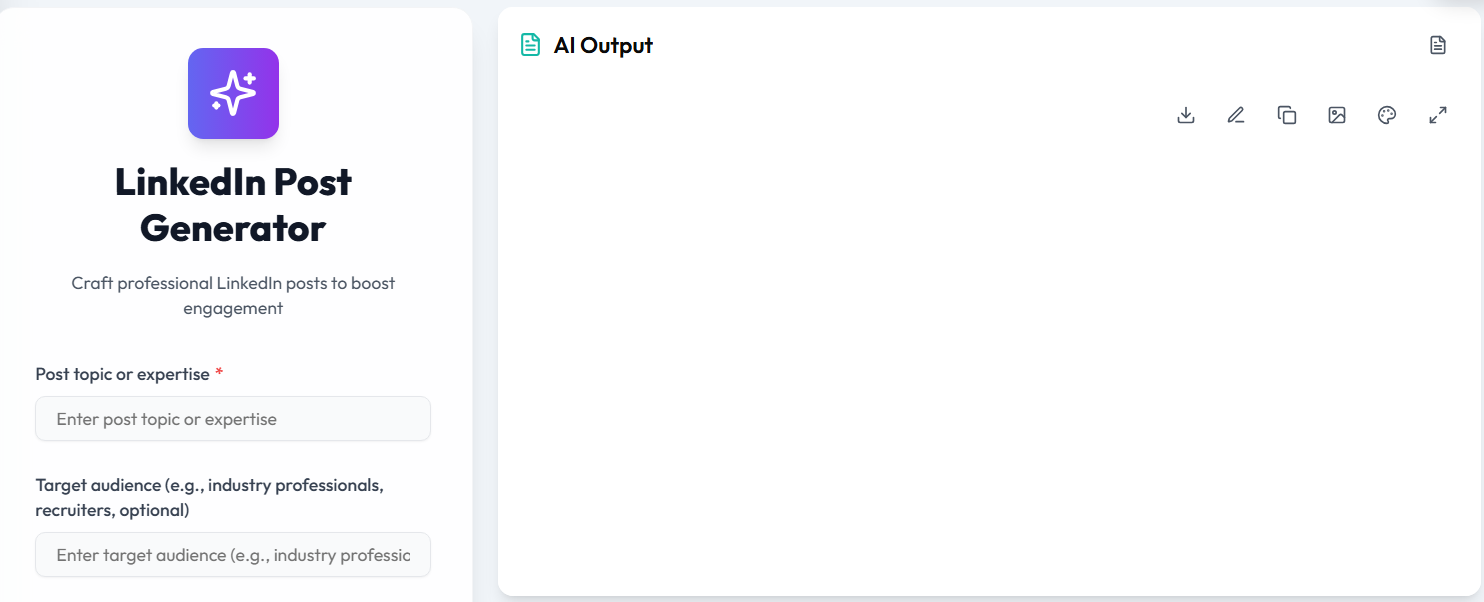 LinkedIn Post
Generator
Craft professional LinkedIn posts to boost
engagement
Post topic or expertise *
Enter post topic or expertise
Target audience (e.g., industry professionals,
recruiters, optional)
Enter target audience (e.g., industry professic
AI Output